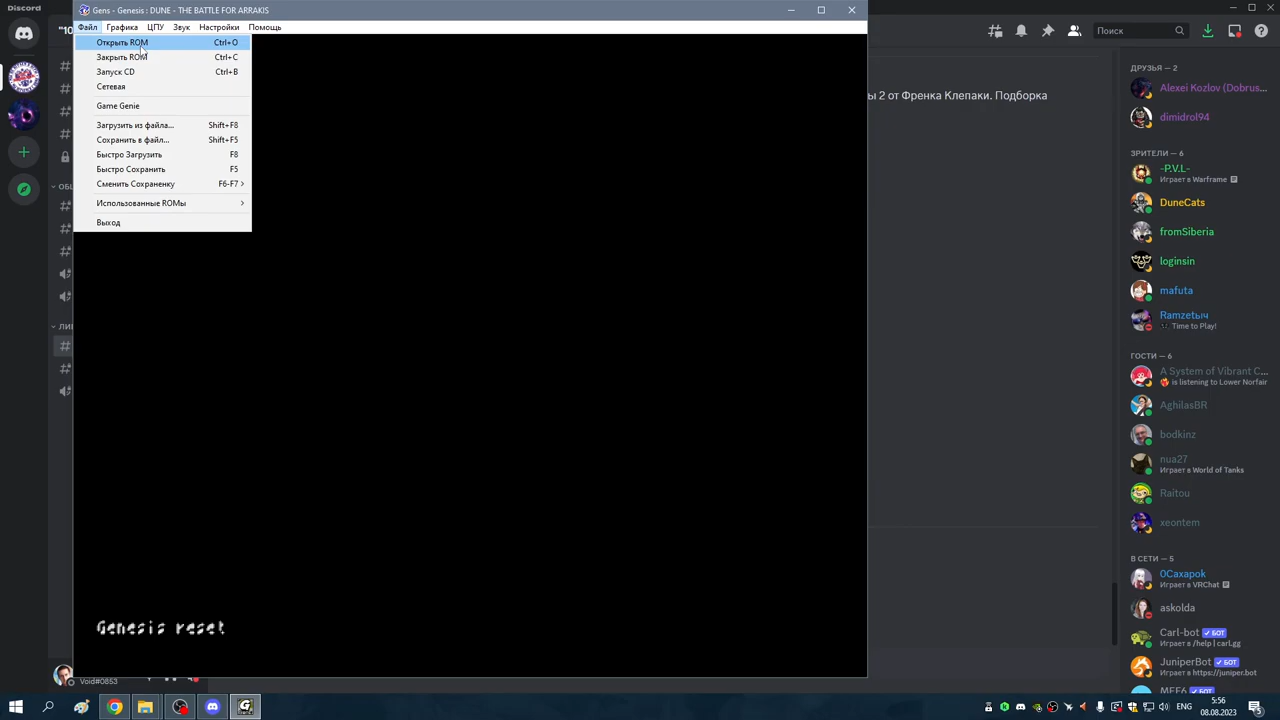 Discord
Gens - Genesis : DUNE - THE BATTLE FOR ARRAKIS
Файл Графика ЦПУ Звук Настройки Помощь
Открыть ROM Ctrl+O
Закрыть ROM Ctrl+C
Запуск CD Ctrl+B
Сетевая
Game Genie
Загрузить из файла... Shift+F8
Сохранить в файл... Shift+F5
Быстро Загрузить F8
Быстро Сохранить F5
Сменить Сохраненку F6-F7
Использованные ROMы
Выход
Genesis reset
Void#0853
ы 2 от Френка Клепаки. Подборка
Поиск
ДРУЗЬЯ — 2
Alexei Kozlov (Dobrus...
dimidrol94
ЗРИТЕЛИ — 6
-P.V.L-
Играет в Warframe
DuneCats
fromSiberia
loginsin
mafuta
Ramzetыч
Time to Play!
ГОСТИ — 6
A System of Vibrant C...
is listening to Lower Norfair
AghilasBR
bodkinz
nua27
Играет в World of Tanks
Raitou
xeontem
В СЕТИ — 5
0Caxapok
Играет в VRChat
askolda
Carl-bot БОТ
Играет в /help | carl.gg
JuniperBot БОТ
Играет в https://juniper.bot
MEE6 БОТ
ENG
5:56
08.08.2023